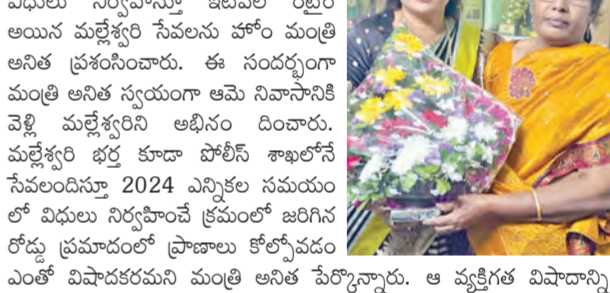 విధులు నిర్వహిస్తూ ఇటీవల రిటైర్
అయిన మల్లేశ్వరి సేవలను హోం మంత్రి
అనిత ప్రశంసించారు. ఈ సందర్భంగా
మంత్రి అనిత స్వయంగా ఆమె నివాసానికి
వెళ్లి మల్లేశ్వరిని అభినం దించారు.
మల్లేశ్వరి భర్త కూడా పోలీస్ శాఖలోనే
సేవలందిస్తూ 2024 ఎన్నికల సమయం
లో విధులు నిర్వహించే క్రమంలో జరిగిన
రోడ్డు ప్రమాదంలో ప్రాణాలు కోల్పోవడం
ఎంతో విషాదకరమని మంత్రి అనిత పేర్కొన్నారు. ఆ వ్యక్తిగత విషాదాన్ని